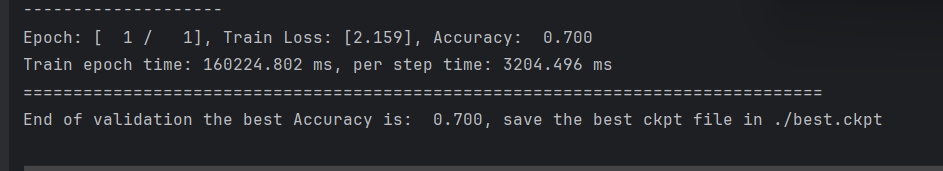 --------------------
Epoch: [  1 /   1], Train Loss: [2.159], Accuracy:  0.700
Train epoch time: 160224.802 ms, per step time: 3204.496 ms
================================================================================
End of validation the best Accuracy is:  0.700, save the best ckpt file in ./best.ckpt